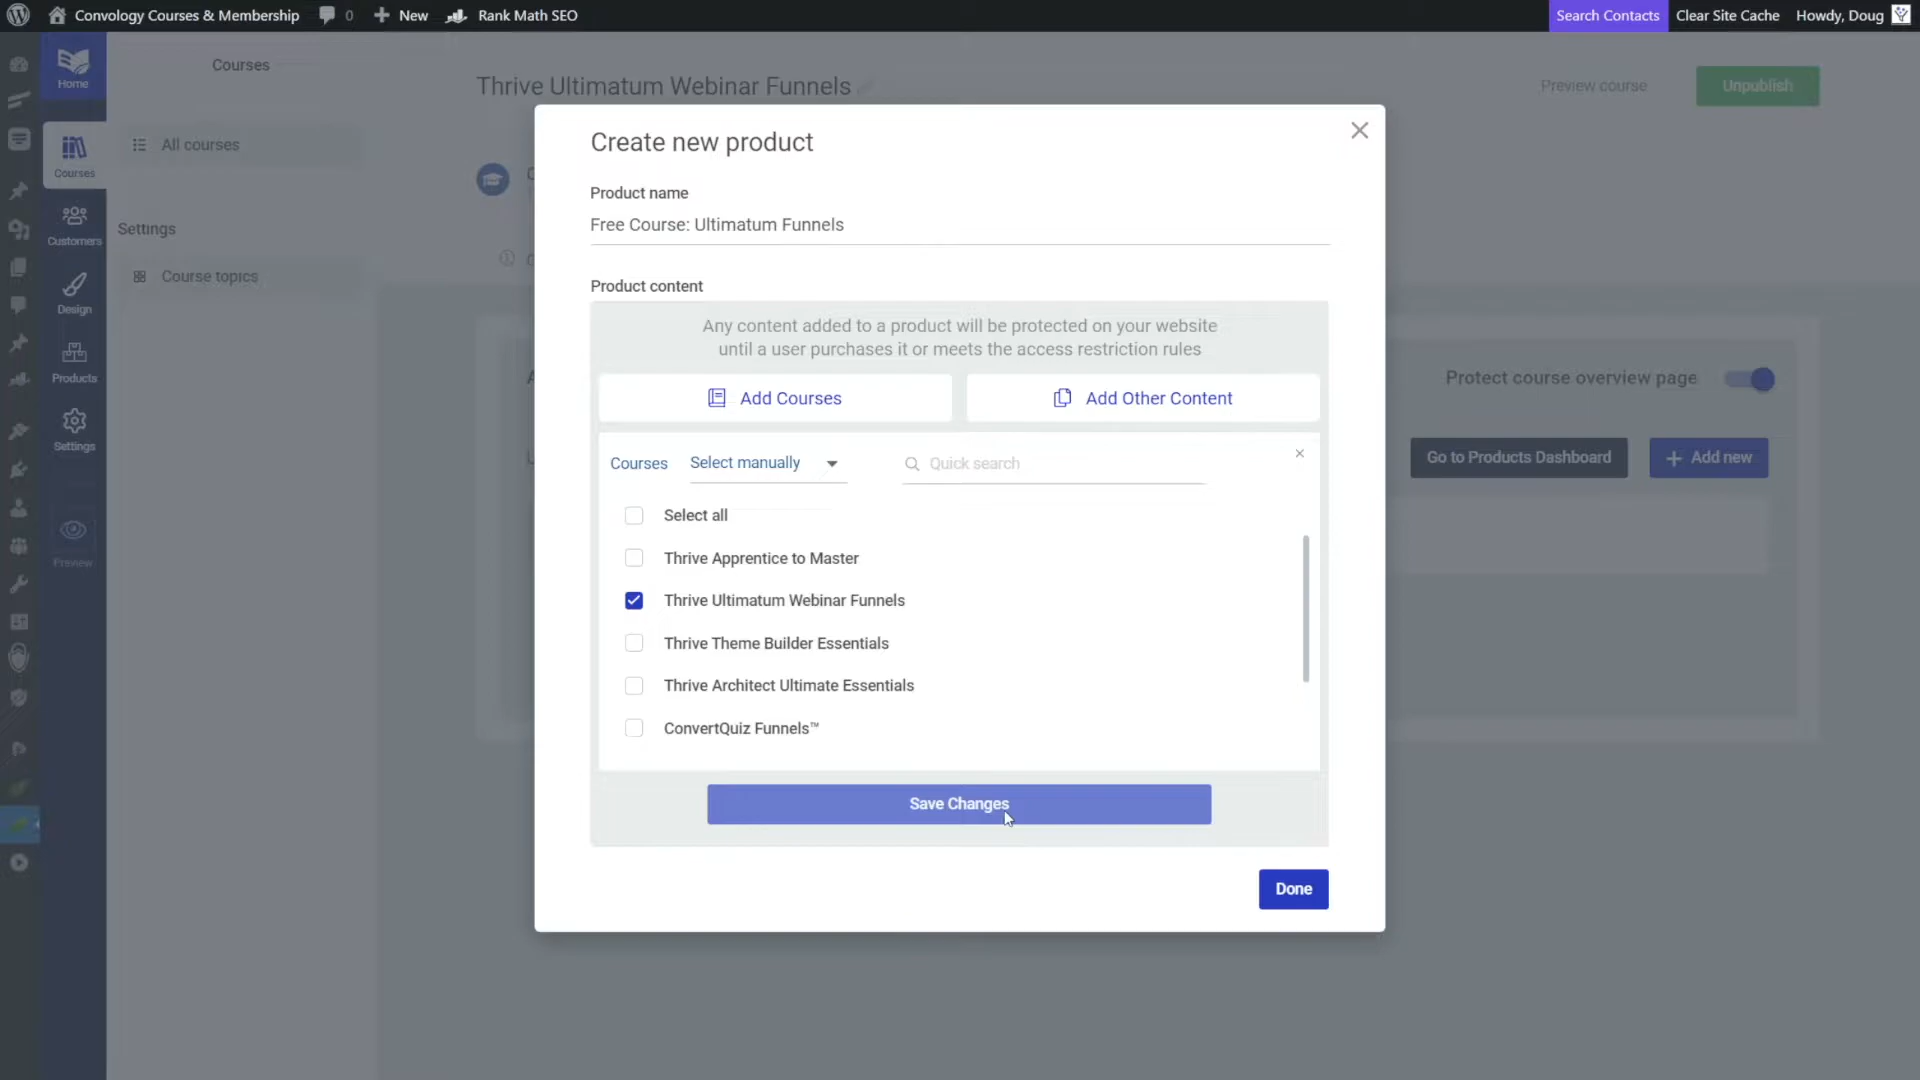 Convology Courses & Membership
0
New
Rank Math SEO
Search Contacts
Clear Site Cache
Howdy, Doug
Home
Courses
Customers
Design
Products
Settings
Preview
Courses
All courses
Settings
Course topics
Thrive Ultimatum Webinar Funnels
Preview course
Unpublish
Protect course overview page
Go to Products Dashboard
Add new
Create new product
Product name
Free Course: Ultimatum Funnels
Product content
Any content added to a product will be protected on your website
until a user purchases it or meets the access restriction rules
Add Courses
Add Other Content
Courses
Select manually
Quick search
Select all
Thrive Apprentice to Master
Thrive Ultimatum Webinar Funnels
Thrive Theme Builder Essentials
Thrive Architect Ultimate Essentials
ConvertQuiz Funnels™
Save Changes
Done